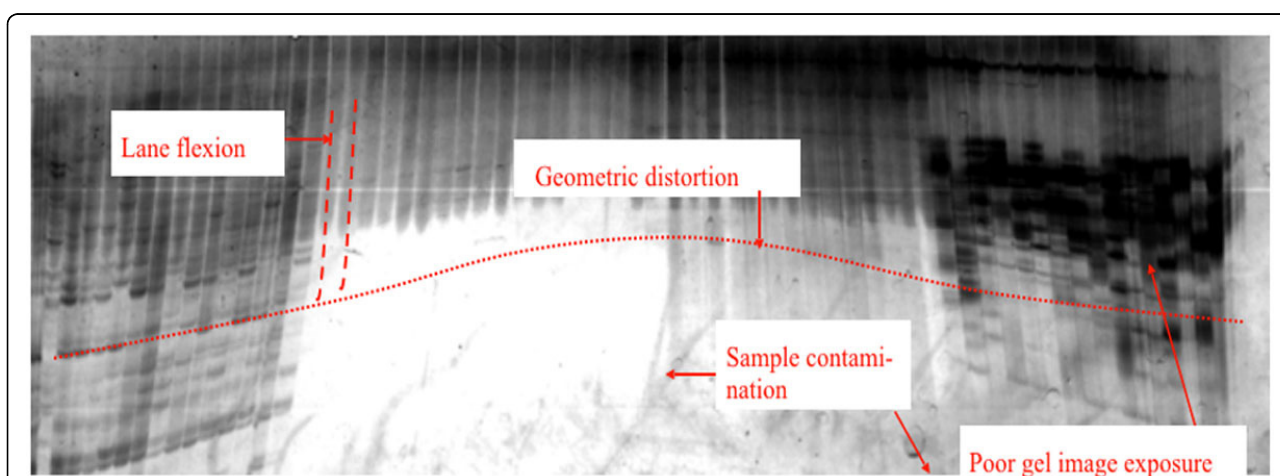 Lane flexion
Geometric distortion
Sample contami-
nation
Poor gel image exposure